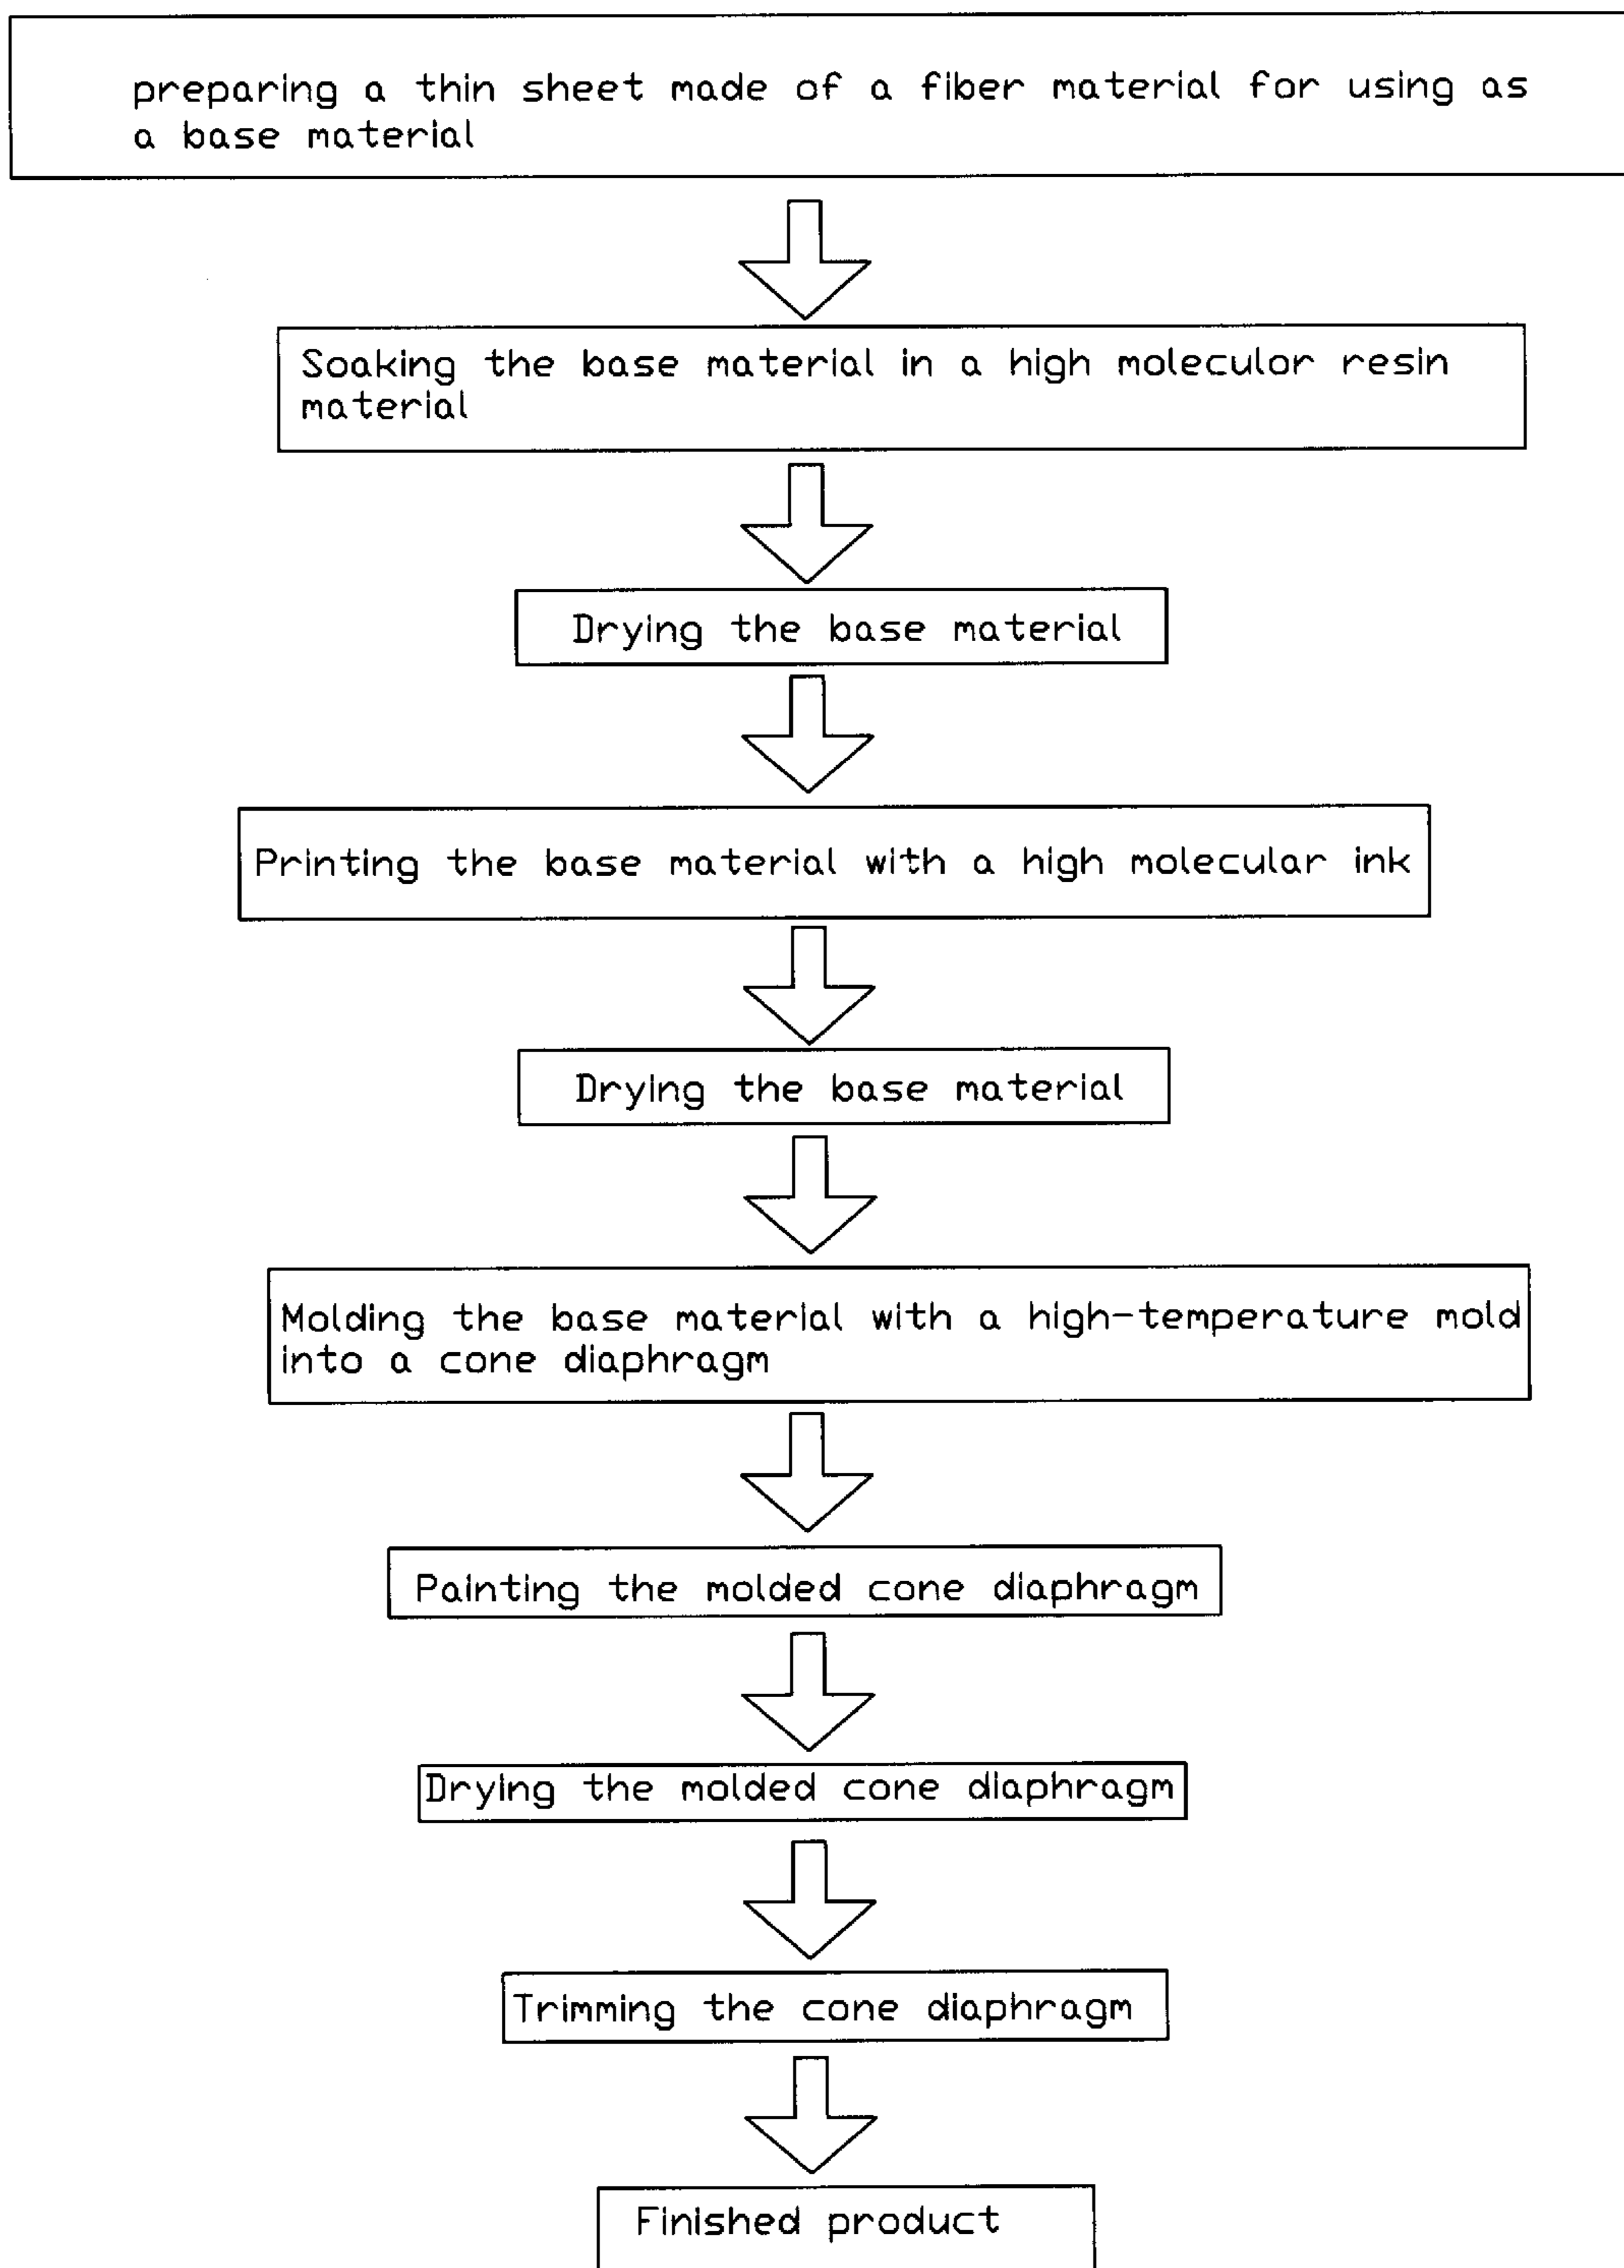 preparing a thin sheet made of a fiber material for using as
a base material
Soaking the base material in a high moleculor resin
material
Drying the base material
Printing the base material with a high molecular ink
Drying the base material
Molding the base material with a high-temperature mold
into a cone diaphragm
Painting the molded cone diaphragm
Drying the molded cone diaphragm
Trimming the cone diaphragm
Finished product